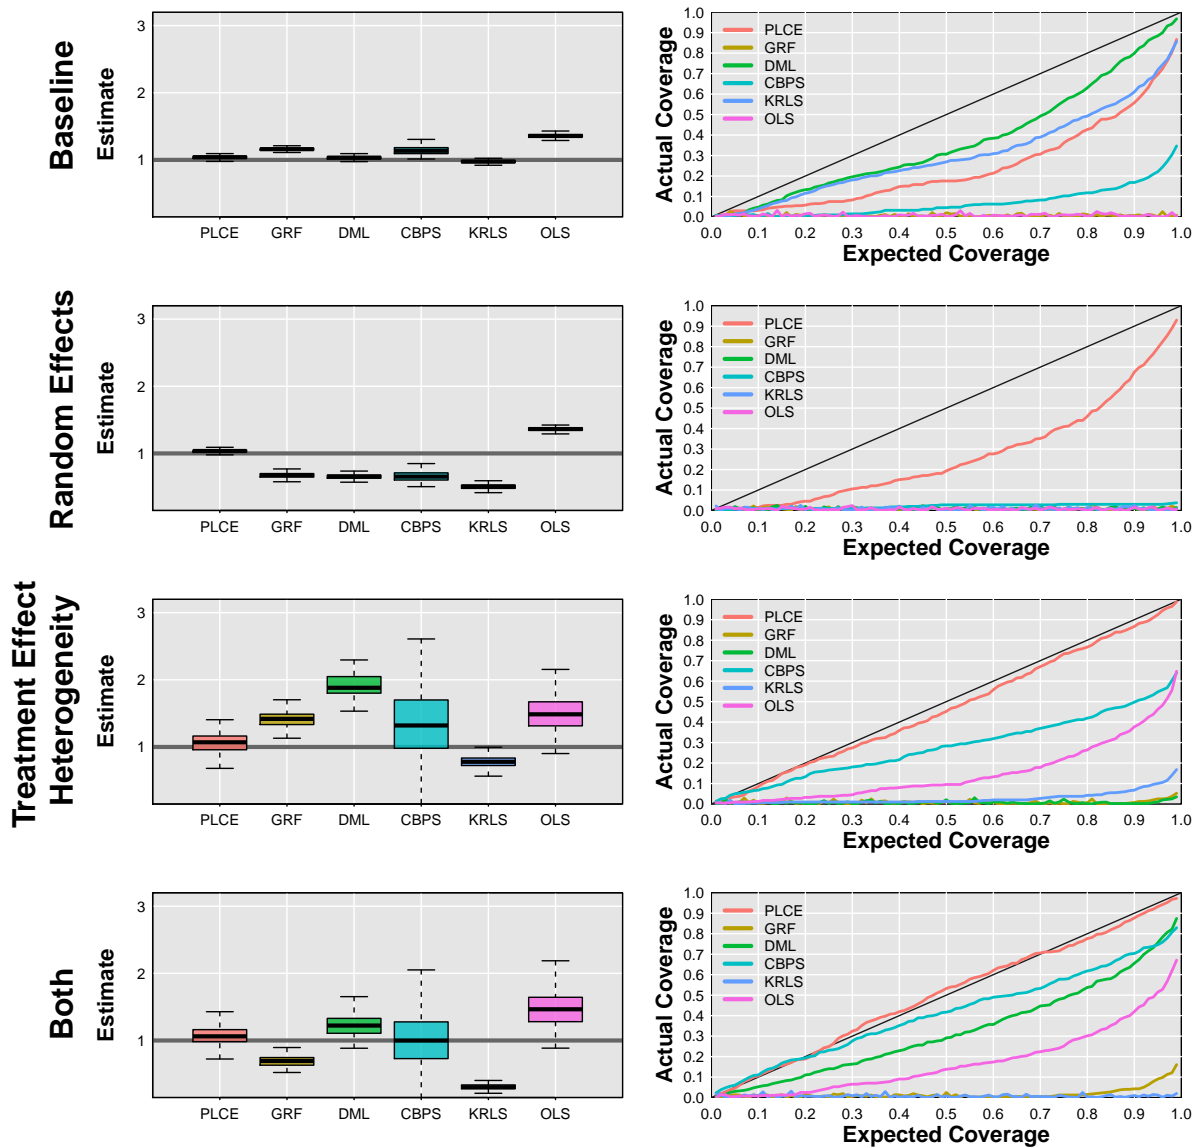 Baseline
Estimate
3
2
1
PLCE GRF DML CBPS KRLS OLS
Actual Coverage
1.0
0.9
0.8
0.7
0.6
0.5
0.4
0.3
0.2
0.1
0.0
PLCE
GRF
DML
CBPS
KRLS
OLS
0.0 0.1 0.2 0.3 0.4 0.5 0.6 0.7 0.8 0.9 1.0
Expected Coverage
Random Effects
Estimate
3
2
1
PLCE GRF DML CBPS KRLS OLS
Actual Coverage
1.0
0.9
0.8
0.7
0.6
0.5
0.4
0.3
0.2
0.1
0.0
PLCE
GRF
DML
CBPS
KRLS
OLS
0.0 0.1 0.2 0.3 0.4 0.5 0.6 0.7 0.8 0.9 1.0
Expected Coverage
Treatment Effect
Heterogeneity
Estimate
3
2
1
PLCE GRF DML CBPS KRLS OLS
Actual Coverage
1.0
0.9
0.8
0.7
0.6
0.5
0.4
0.3
0.2
0.1
0.0
PLCE
GRF
DML
CBPS
KRLS
OLS
0.0 0.1 0.2 0.3 0.4 0.5 0.6 0.7 0.8 0.9 1.0
Expected Coverage
Both
Estimate
3
2
1
PLCE GRF DML CBPS KRLS OLS
Actual Coverage
1.0
0.9
0.8
0.7
0.6
0.5
0.4
0.3
0.2
0.1
0.0
PLCE
GRF
DML
CBPS
KRLS
OLS
0.0 0.1 0.2 0.3 0.4 0.5 0.6 0.7 0.8 0.9 1.0
Expected Coverage